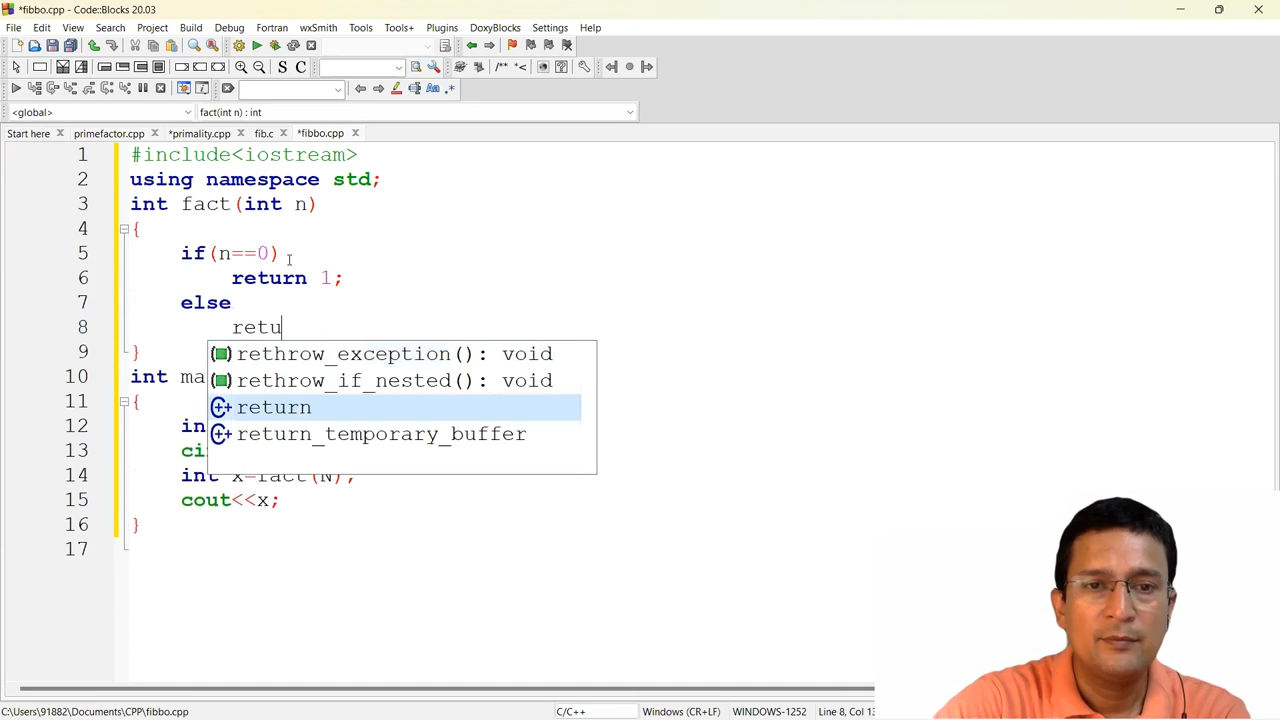 *fibbo.cpp - Code::Blocks 20.03
File Edit View Search Project Build Debug Fortran wxSmith Tools Tools+ Plugins DoxyBlocks Settings Help
S C /** *<
Aa .*
<global> fact(int n) : int
Start here primefactor.cpp *primality.cpp fib.c *fibbo.cpp
1 #include<iostream>
2 using namespace std;
3 int fact(int n)
4 {
5 if(n==0)
6 return 1;
7 else
8 retu
rethrow_exception(): void
rethrow_if_nested(): void
return
return_temporary_buffer
9 }
10 int ma
11 {
12 in
13 ci
14 int x=fact(N);
15 cout<<x;
16 }
17
C:\Users\91882\Documents\CPP\fibbo.cpp C/C++ Windows (CR+LF) WINDOWS-1252 Line 8, Col 13